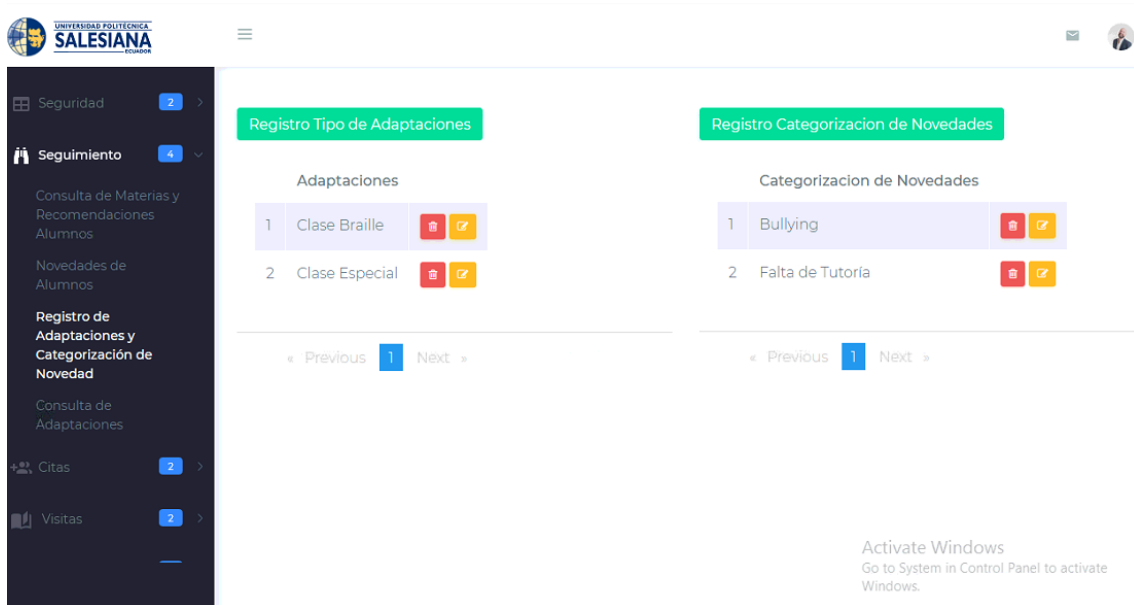 UNIVERSIDAD POLITÉCNICA
SALESIANA
ECUADOR
Seguridad 2
Seguimiento 4
Consulta de Materias y
Recomendaciones
Alumnos
Novedades de
Alumnos
Registro de
Adaptaciones y
Categorización de
Novedad
Consulta de
Adaptaciones
Citas 2
Visitas 2
Registro Tipo de Adaptaciones
Adaptaciones
1 Clase Braille
2 Clase Especial
« Previous 1 Next »
Registro Categorizacion de Novedades
Categorizacion de Novedades
1 Bullying
2 Falta de Tutoría
« Previous 1 Next »
Activate Windows
Go to System in Control Panel to activate
Windows.